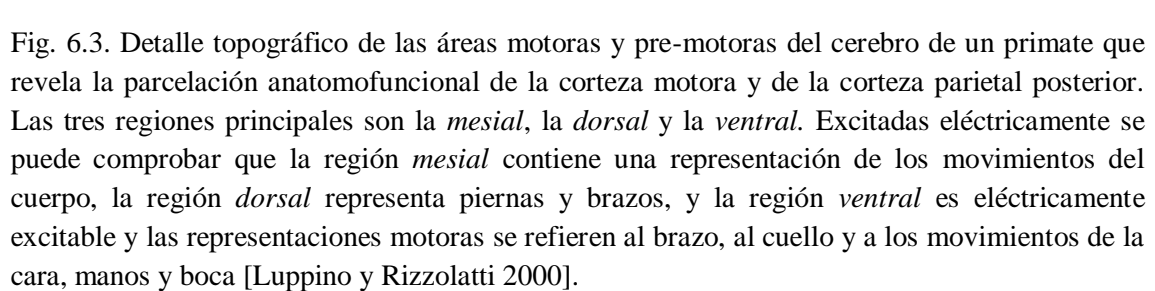 Fig. 6.3. Detalle topográfico de las áreas motoras y pre-motoras del cerebro de un primate que
revela la parcelación anatomofuncional de la corteza motora y de la corteza parietal posterior.
Las tres regiones principales son la mesial, la dorsal y la ventral. Excitadas eléctricamente se
puede comprobar que la región mesial contiene una representación de los movimientos del
cuerpo, la región dorsal representa piernas y brazos, y la región ventral es eléctricamente
excitable y las representaciones motoras se refieren al brazo, al cuello y a los movimientos de la
cara, manos y boca [Luppino y Rizzolatti 2000].